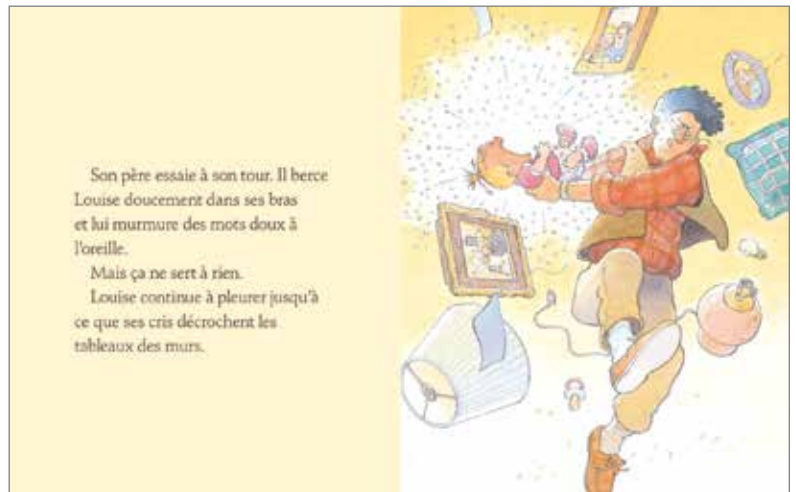 Son père essaie à son tour. Il berce
Louise doucement dans ses bras
et lui murmure des mots doux à
l'oreille.
Mais ça ne sert à rien.
Louise continue à pleurer jusqu'à
ce que ses cris décrochent les
tableaux des murs.